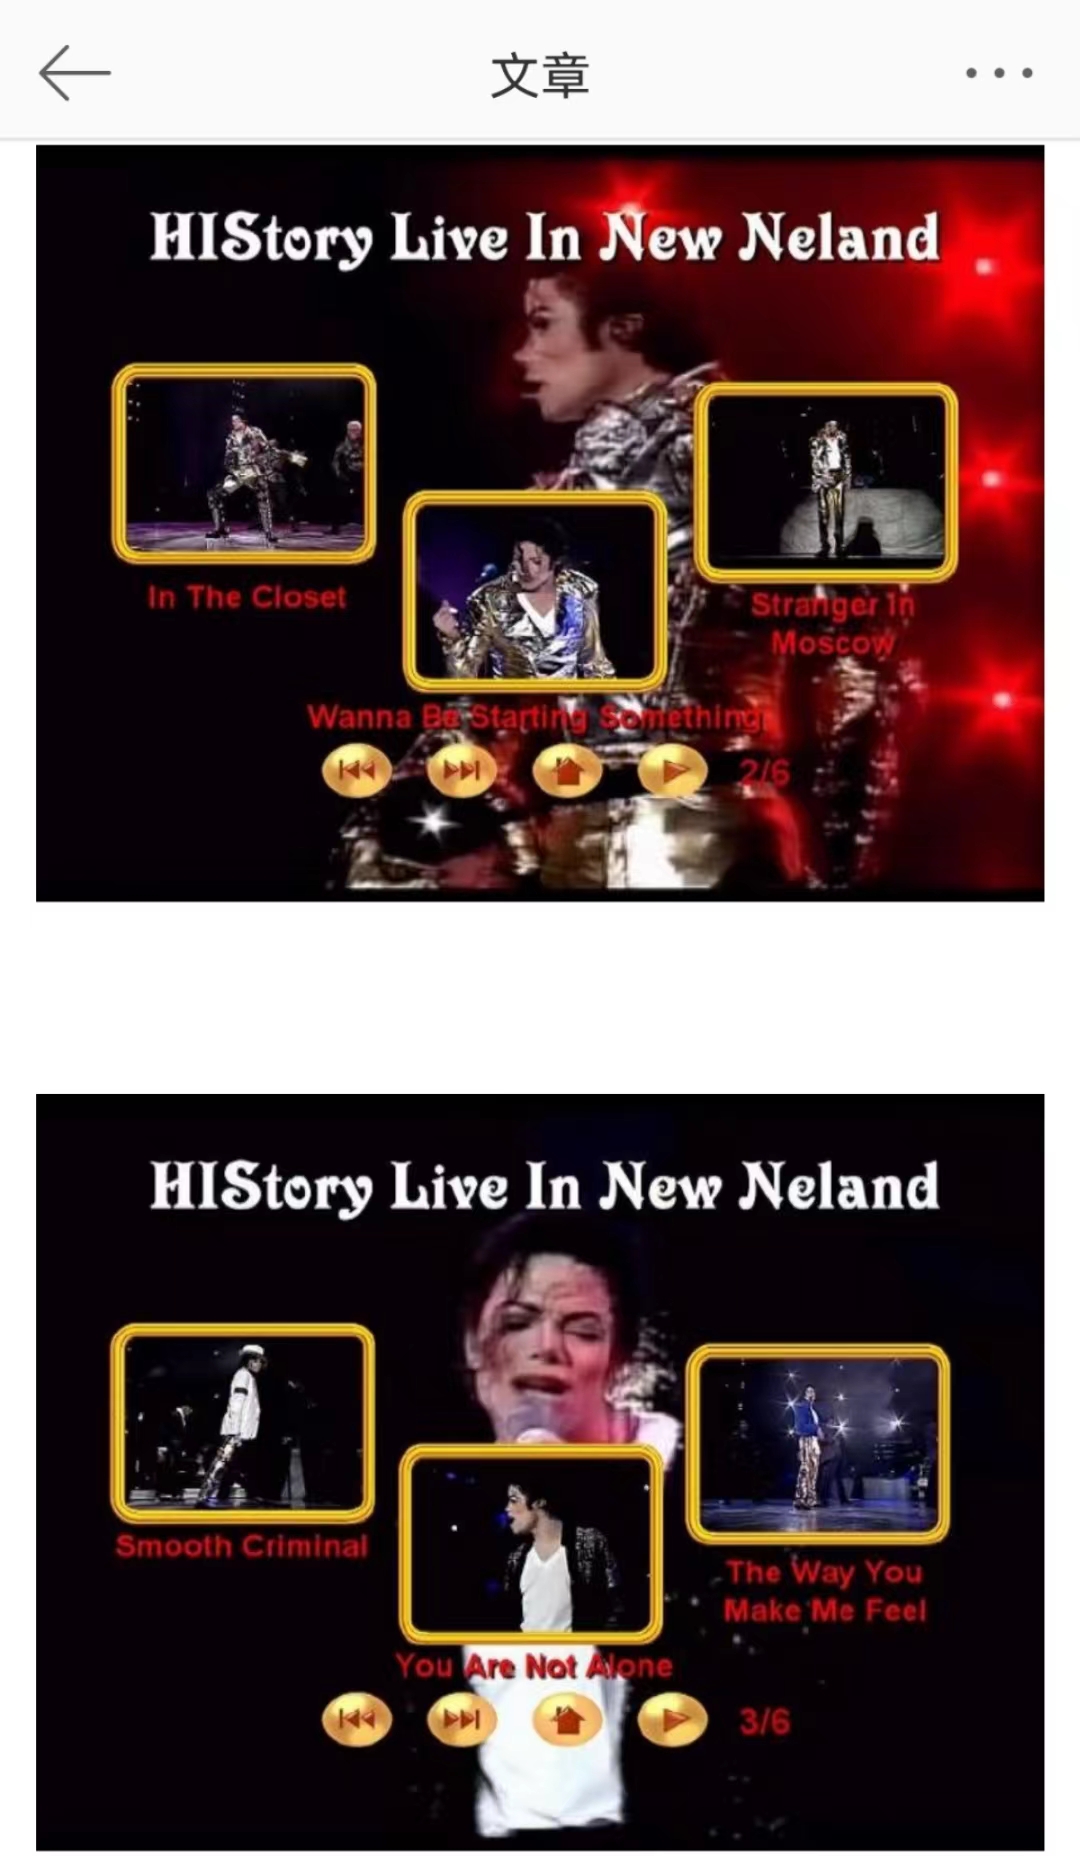 文章
HIStory Live In New Neland
In The Closet
Stranger In
Moscow
Wanna Be Starting Something
2/6
HIStory Live In New Neland
Smooth Criminal
The Way You
Make Me Feel
You Are Not Alone
3/6